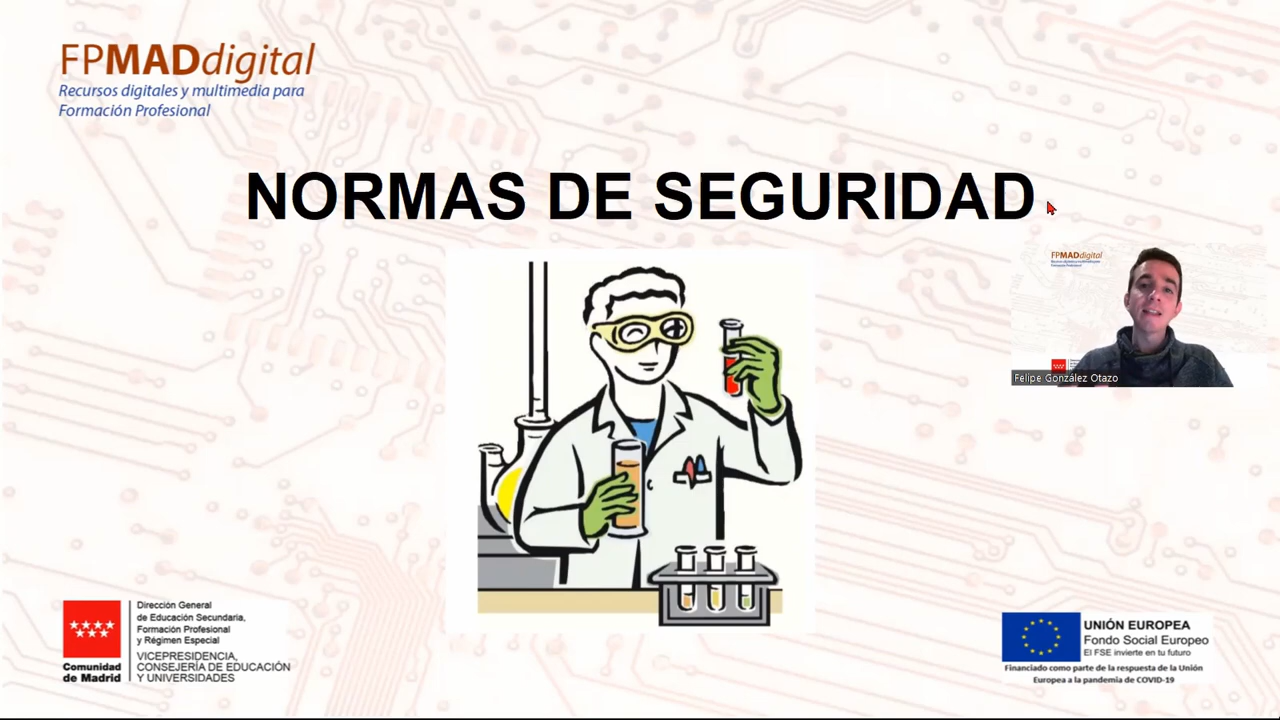 FPMADdigital
Recursos digitales y multimedia para
Formación Profesional
NORMAS DE SEGURIDAD
FPMADdigital
Felipe González Otazo
Dirección General
de Educación Secundaria,
Formación Profesional
y Régimen Especial
VICEPRESIDENCIA,
CONSEJERÍA DE EDUCACIÓN
Y UNIVERSIDADES
Comunidad
de Madrid
UNIÓN EUROPEA
Fondo Social Europeo
El FSE invierte en tu futuro
Financiado como parte de la respuesta de la Unión
Europea a la pandemia de COVID-19